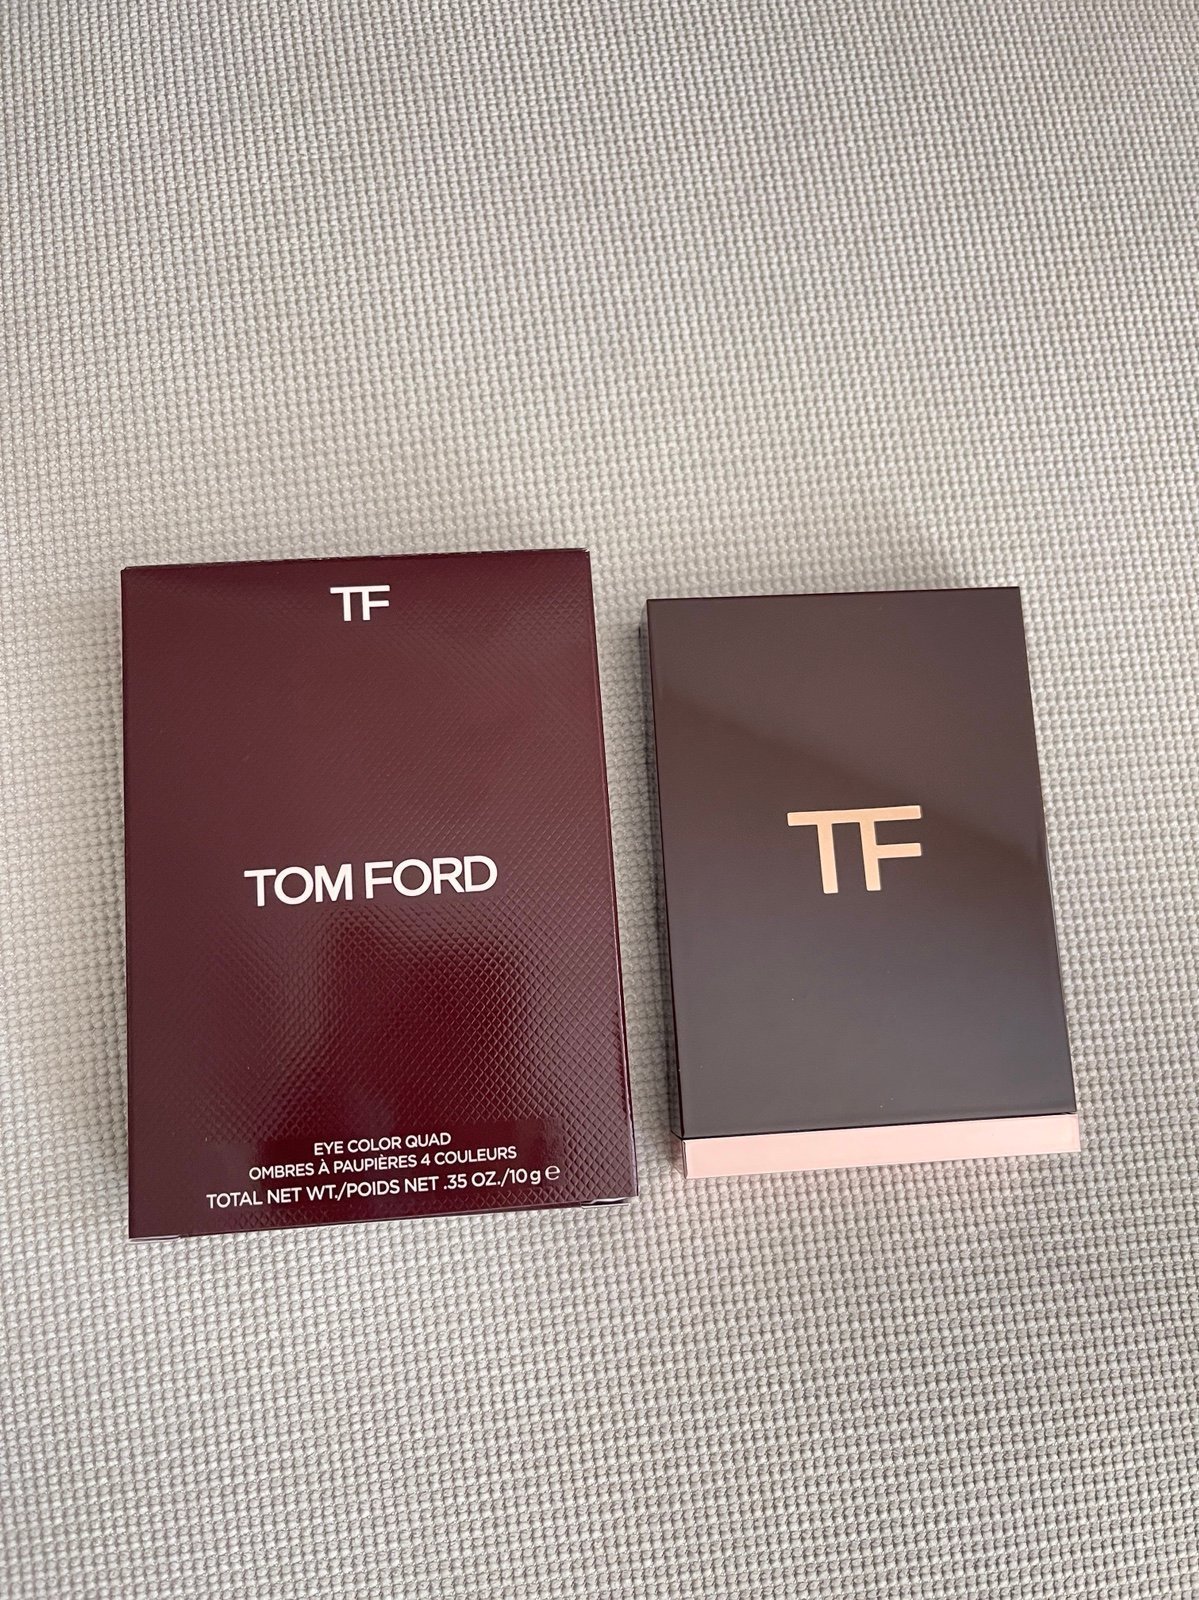 TF
TOM FORD
EYE COLOR QUAD
OMBRES À PAUPIÈRES 4 COULEURS
TOTAL NET WT./POIDS NET .35 OZ./10 g ℮
TF